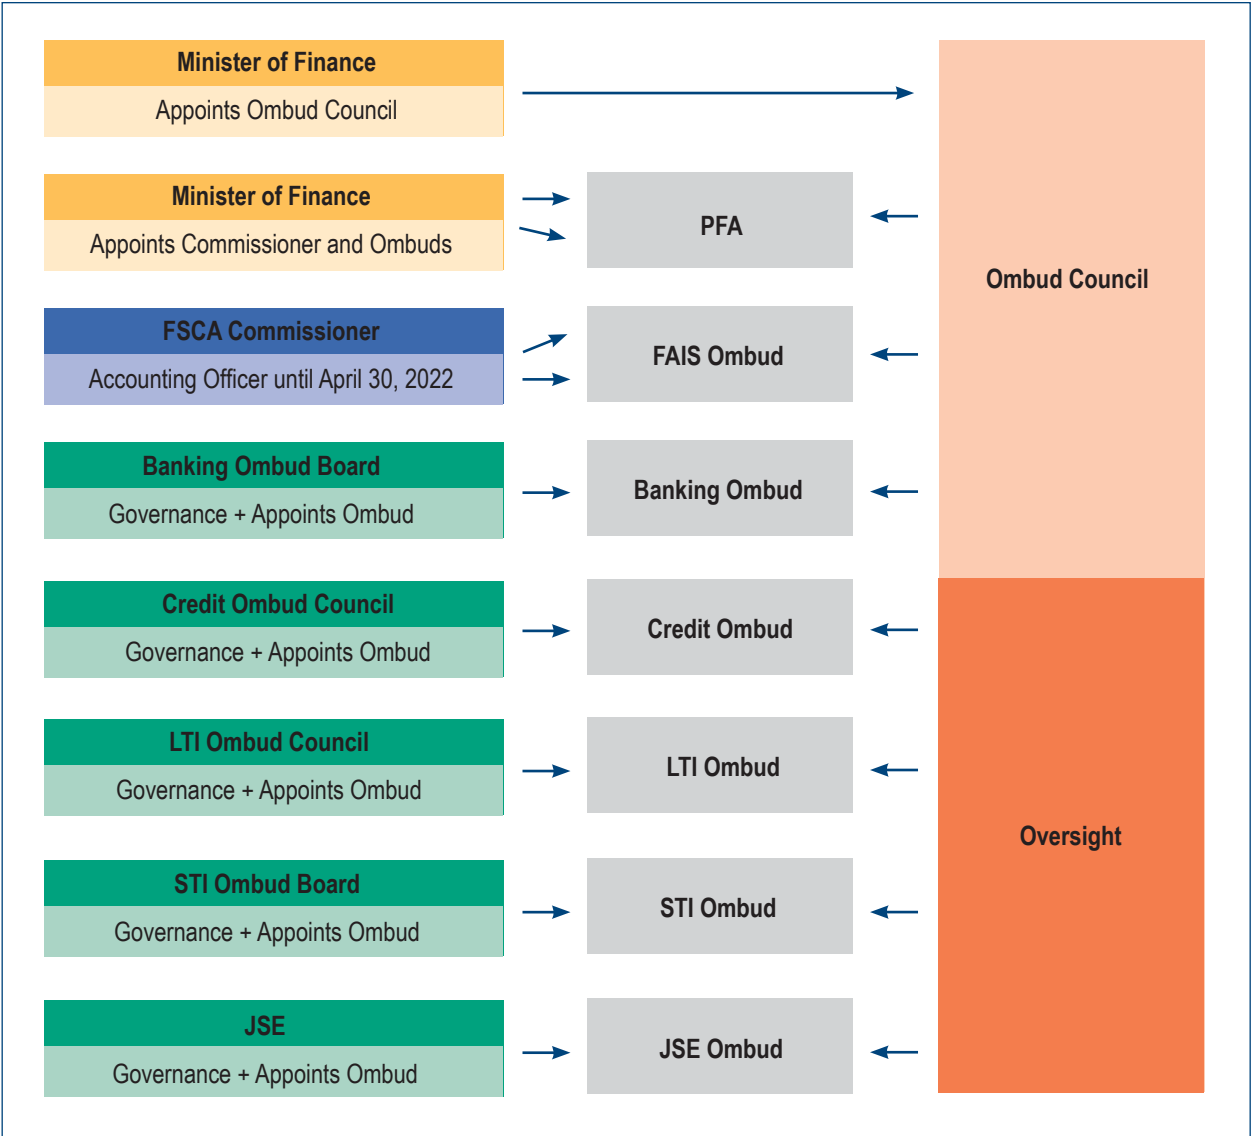 Minister of Finance
Appoints Ombud Council
Minister of Finance
Appoints Commissioner and Ombuds
PFA
Ombud Council
FSCA Commissioner
Accounting Officer until April 30, 2022
FAIS Ombud
Banking Ombud Board
Governance + Appoints Ombud
Banking Ombud
Credit Ombud Council
Governance + Appoints Ombud
Credit Ombud
LTI Ombud Council
Governance + Appoints Ombud
LTI Ombud
Oversight
STI Ombud Board
Governance + Appoints Ombud
STI Ombud
JSE
Governance + Appoints Ombud
JSE Ombud